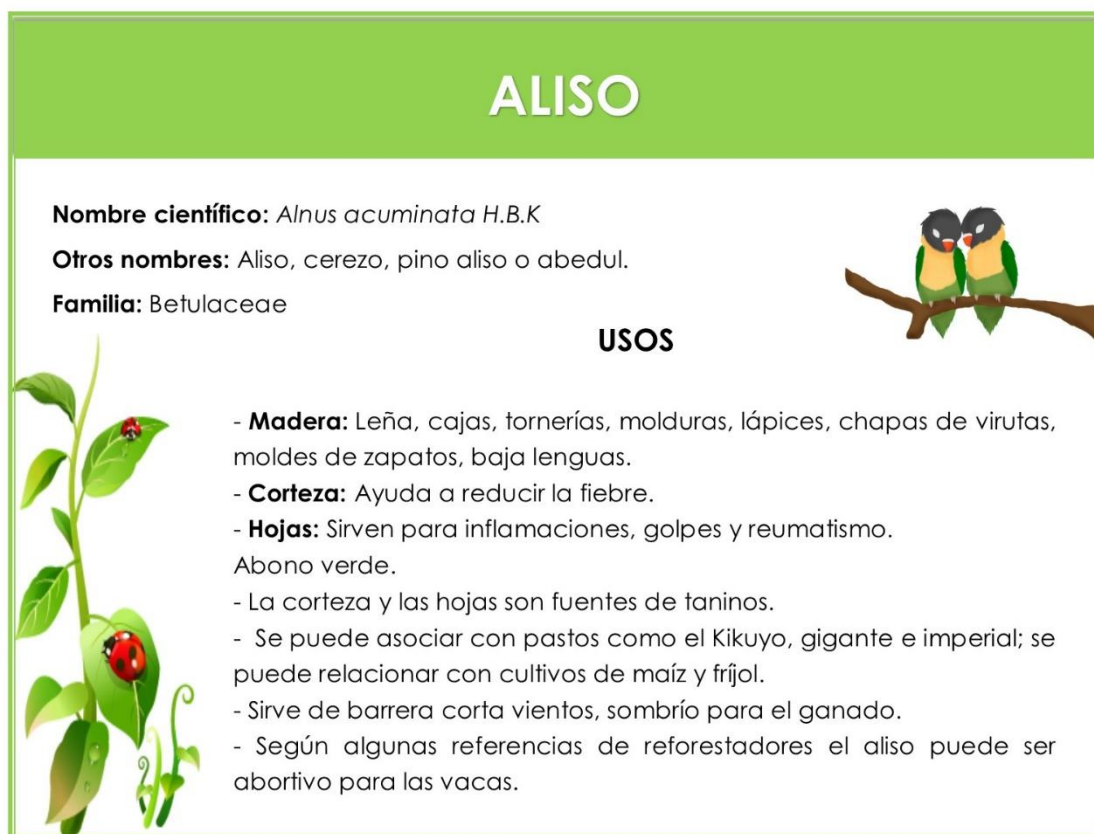 ALISO
Nombre científico: Alnus acuminata H.B.K
Otros nombres: Aliso, cerezo, pino aliso o abedul.
Familia: Betulaceae
USOS
- Madera: Leña, cajas, tornerías, molduras, lápices, chapas de virutas,
moldes de zapatos, baja lenguas.
- Corteza: Ayuda a reducir la fiebre.
- Hojas: Sirven para inflamaciones, golpes y reumatismo.
Abono verde.
- La corteza y las hojas son fuentes de taninos.
- Se puede asociar con pastos como el Kikuyo, gigante e imperial; se
puede relacionar con cultivos de maíz y fríjol.
- Sirve de barrera corta vientos, sombrío para el ganado.
- Según algunas referencias de reforestadores el aliso puede ser
abortivo para las vacas.